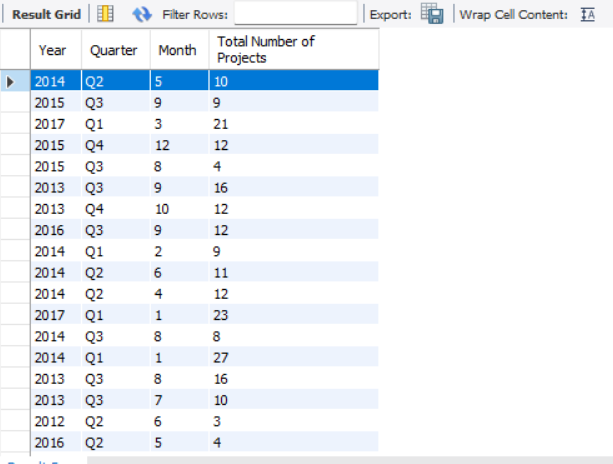 Result Grid Filter Rows: Export: Wrap Cell Content: IA
Year Quarter Month Total Number of Projects
2014 Q2 5 10
2015 Q3 9 9
2017 Q1 3 21
2015 Q4 12 12
2015 Q3 8 4
2013 Q3 9 16
2013 Q4 10 12
2016 Q3 9 12
2014 Q1 2 9
2014 Q2 6 11
2014 Q2 4 12
2017 Q1 1 23
2014 Q3 8 8
2014 Q1 1 27
2013 Q3 8 16
2013 Q3 7 10
2012 Q2 6 3
2016 Q2 5 4